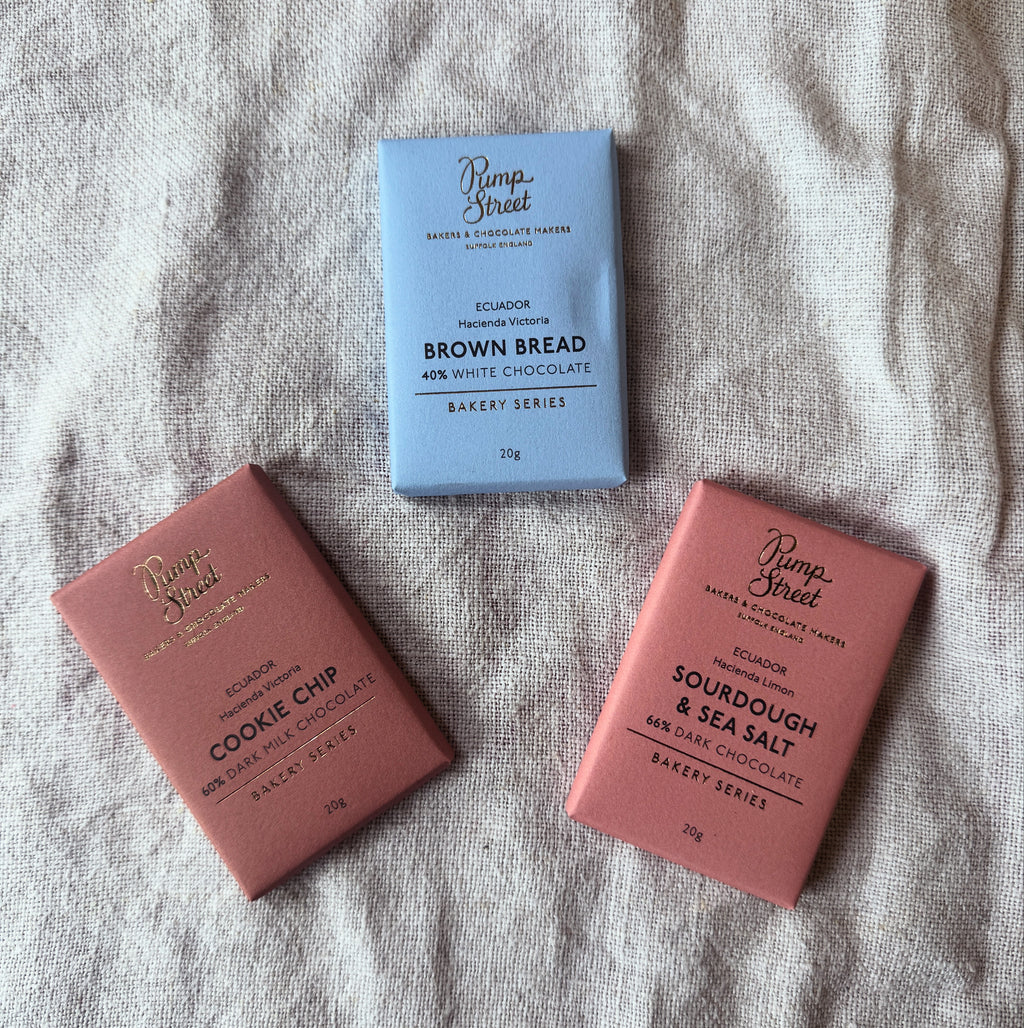 Pump
Street
BAKERS & CHOCOLATE MAKERS
SUFFOLK ENGLAND
ECUADOR
Hacienda Victoria
BROWN BREAD
40% WHITE CHOCOLATE
BAKERY SERIES
20g
Pump
Street
BAKERS & CHOCOLATE MAKERS
SUFFOLK ENGLAND
ECUADOR
Hacienda Victoria
COOKIE CHIP
60% DARK MILK CHOCOLATE
BAKERY SERIES
20g
Pump
Street
BAKERS & CHOCOLATE MAKERS
SUFFOLK ENGLAND
ECUADOR
Hacienda Limon
SOURDOUGH
& SEA SALT
66% DARK CHOCOLATE
BAKERY SERIES
20g